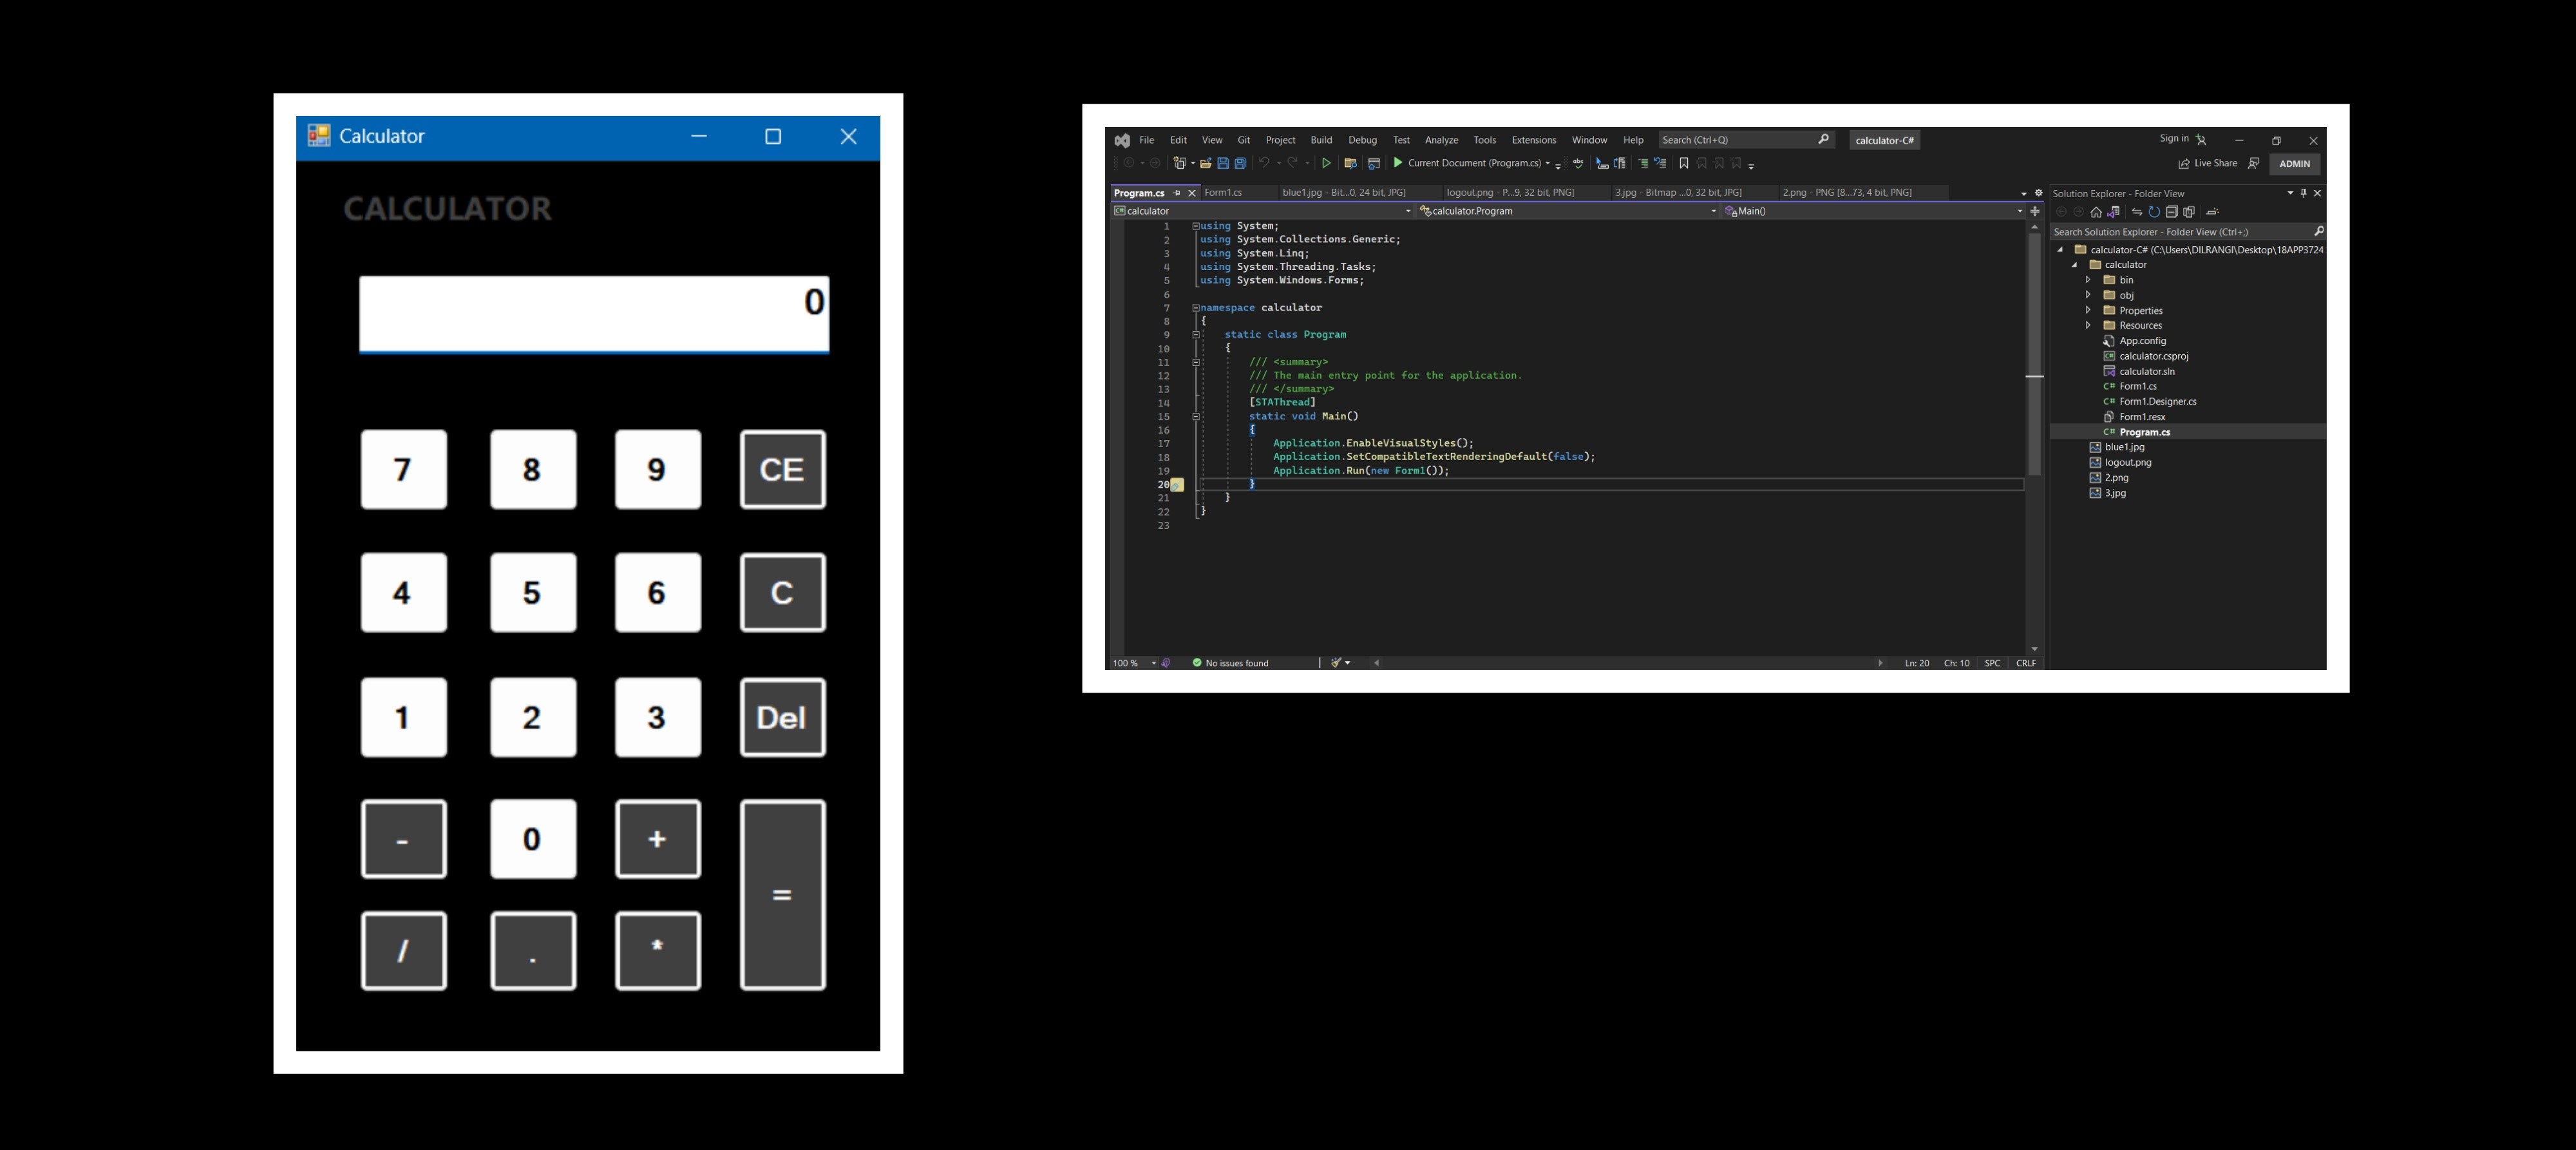 Calculator
CALCULATOR
0
7 8 9 CE
4 5 6 C
1 2 3 Del
- 0 +
=
/ . *
File Edit View Git Project Build Debug Test Analyze Tools Extensions Window Help Search (Ctrl+Q) calculator-C# Sign in
Current Document (Program.cs) Live Share ADMIN
Program.cs Form1.cs blue1.jpg - Bit...0, 24 bit, JPG] logout.png - P...9, 32 bit, PNG] 3.jpg - Bitmap ...0, 32 bit, JPG] 2.png - PNG [8...73, 4 bit, PNG]
calculator calculator.Program Main()
1 using System;
2 using System.Collections.Generic;
3 using System.Linq;
4 using System.Threading.Tasks;
5 using System.Windows.Forms;
6
7 namespace calculator
8 {
9 static class Program
10 {
11 /// <summary>
12 /// The main entry point for the application.
13 /// </summary>
14 [STAThread]
15 static void Main()
16 {
17 Application.EnableVisualStyles();
18 Application.SetCompatibleTextRenderingDefault(false);
19 Application.Run(new Form1());
20 }
21 }
22 }
23
100 % No issues found Ln: 20 Ch: 10 SPC CRLF
Solution Explorer - Folder View
Search Solution Explorer - Folder View (Ctrl+;)
calculator-C# (C:\Users\DILRANGI\Desktop\18APP3724
calculator
bin
obj
Properties
Resources
App.config
calculator.csproj
calculator.sln
C# Form1.cs
C# Form1.Designer.cs
Form1.resx
C# Program.cs
blue1.jpg
logout.png
2.png
3.jpg